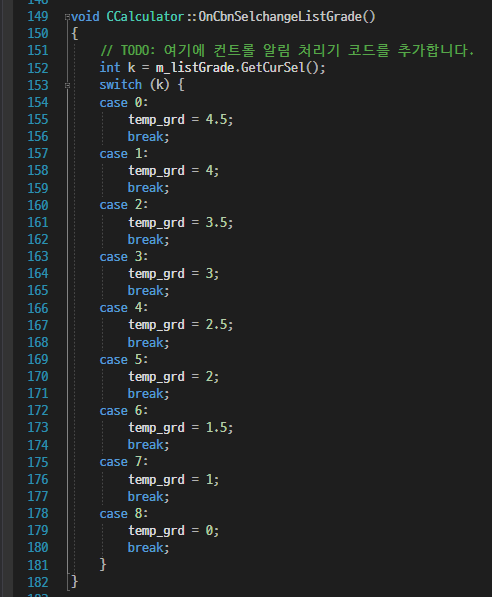 149 void CCalculator::OnCbnSelchangeListGrade()
150 {
151 // TODO: 여기에 컨트롤 알림 처리기 코드를 추가합니다.
152 int k = m_listGrade.GetCurSel();
153 switch (k) {
154 case 0:
155 temp_grd = 4.5;
156 break;
157 case 1:
158 temp_grd = 4;
159 break;
160 case 2:
161 temp_grd = 3.5;
162 break;
163 case 3:
164 temp_grd = 3;
165 break;
166 case 4:
167 temp_grd = 2.5;
168 break;
169 case 5:
170 temp_grd = 2;
171 break;
172 case 6:
173 temp_grd = 1.5;
174 break;
175 case 7:
176 temp_grd = 1;
177 break;
178 case 8:
179 temp_grd = 0;
180 break;
181 }
182 }